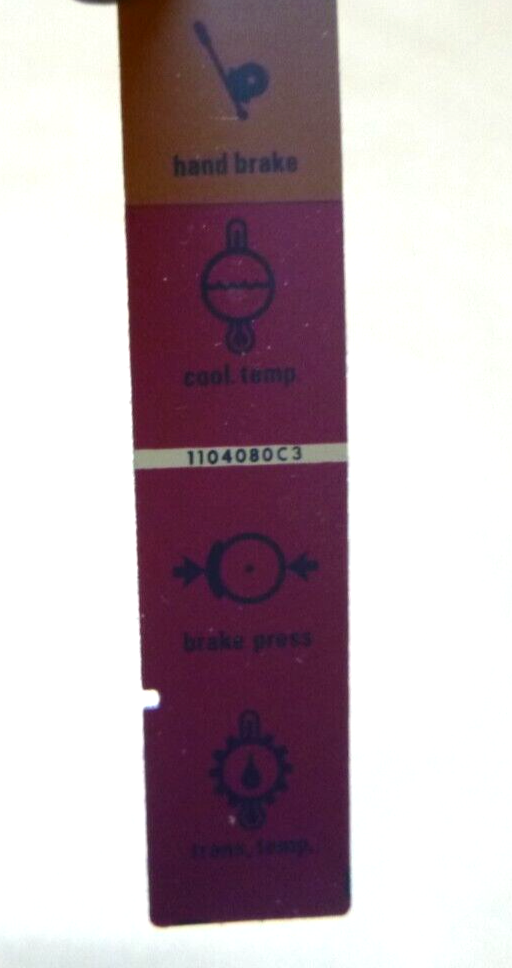 hand brake
cool. temp.
1104080C3
brake press
trans. temp.